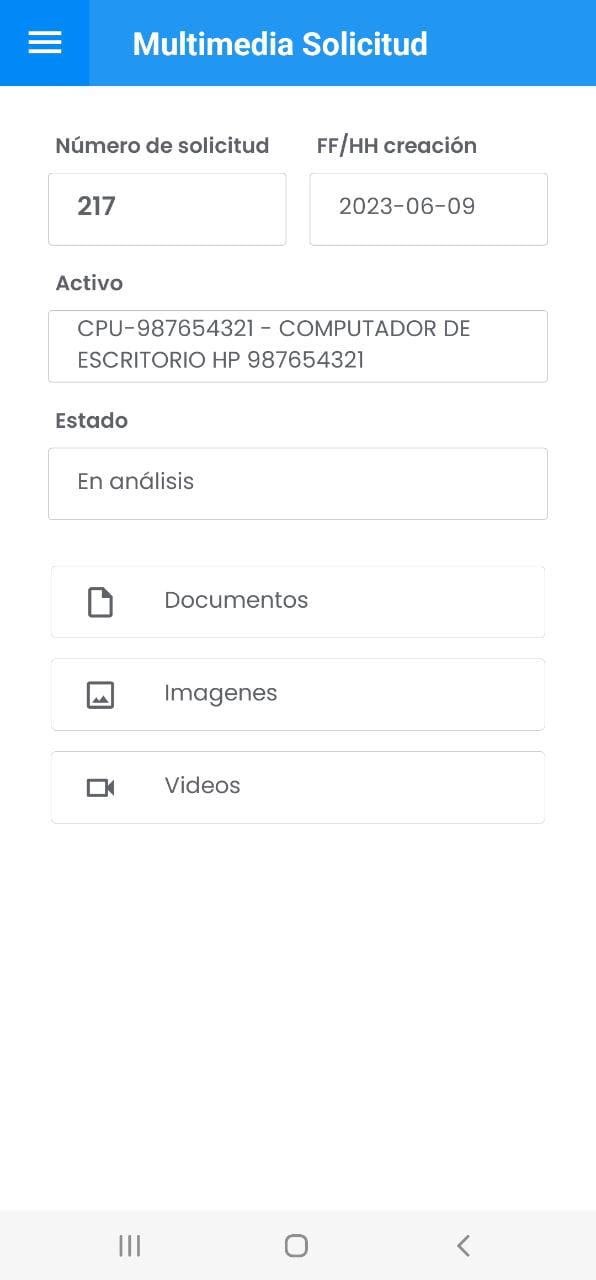 Multimedia Solicitud
Número de solicitud
FF/HH creación
217
2023-06-09
Activo
CPU-987654321 - COMPUTADOR DE
ESCRITORIO HP 987654321
Estado
En análisis
Documentos
Imagenes
Videos